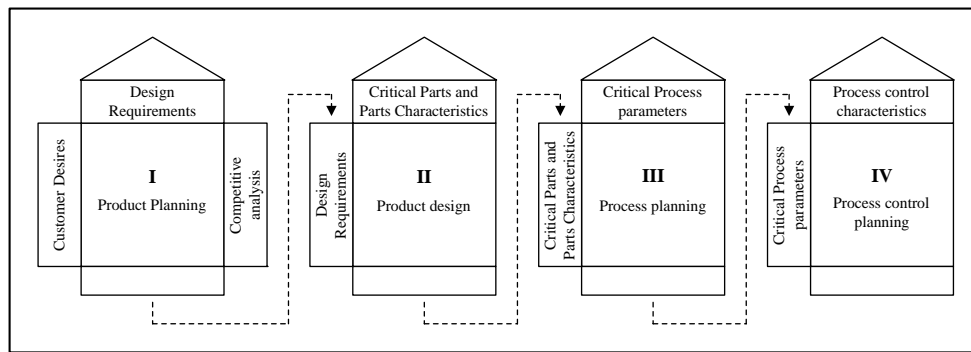 Design
Requirements
Customer Desires
I
Product Planning
Competitive
analysis
Critical Parts and
Parts Characteristics
Design
Requirements
II
Product design
Critical Process
parameters
Critical Parts and
Parts Characteristics
III
Process planning
Process control
characteristics
Critical Process
parameters
IV
Process control
planning